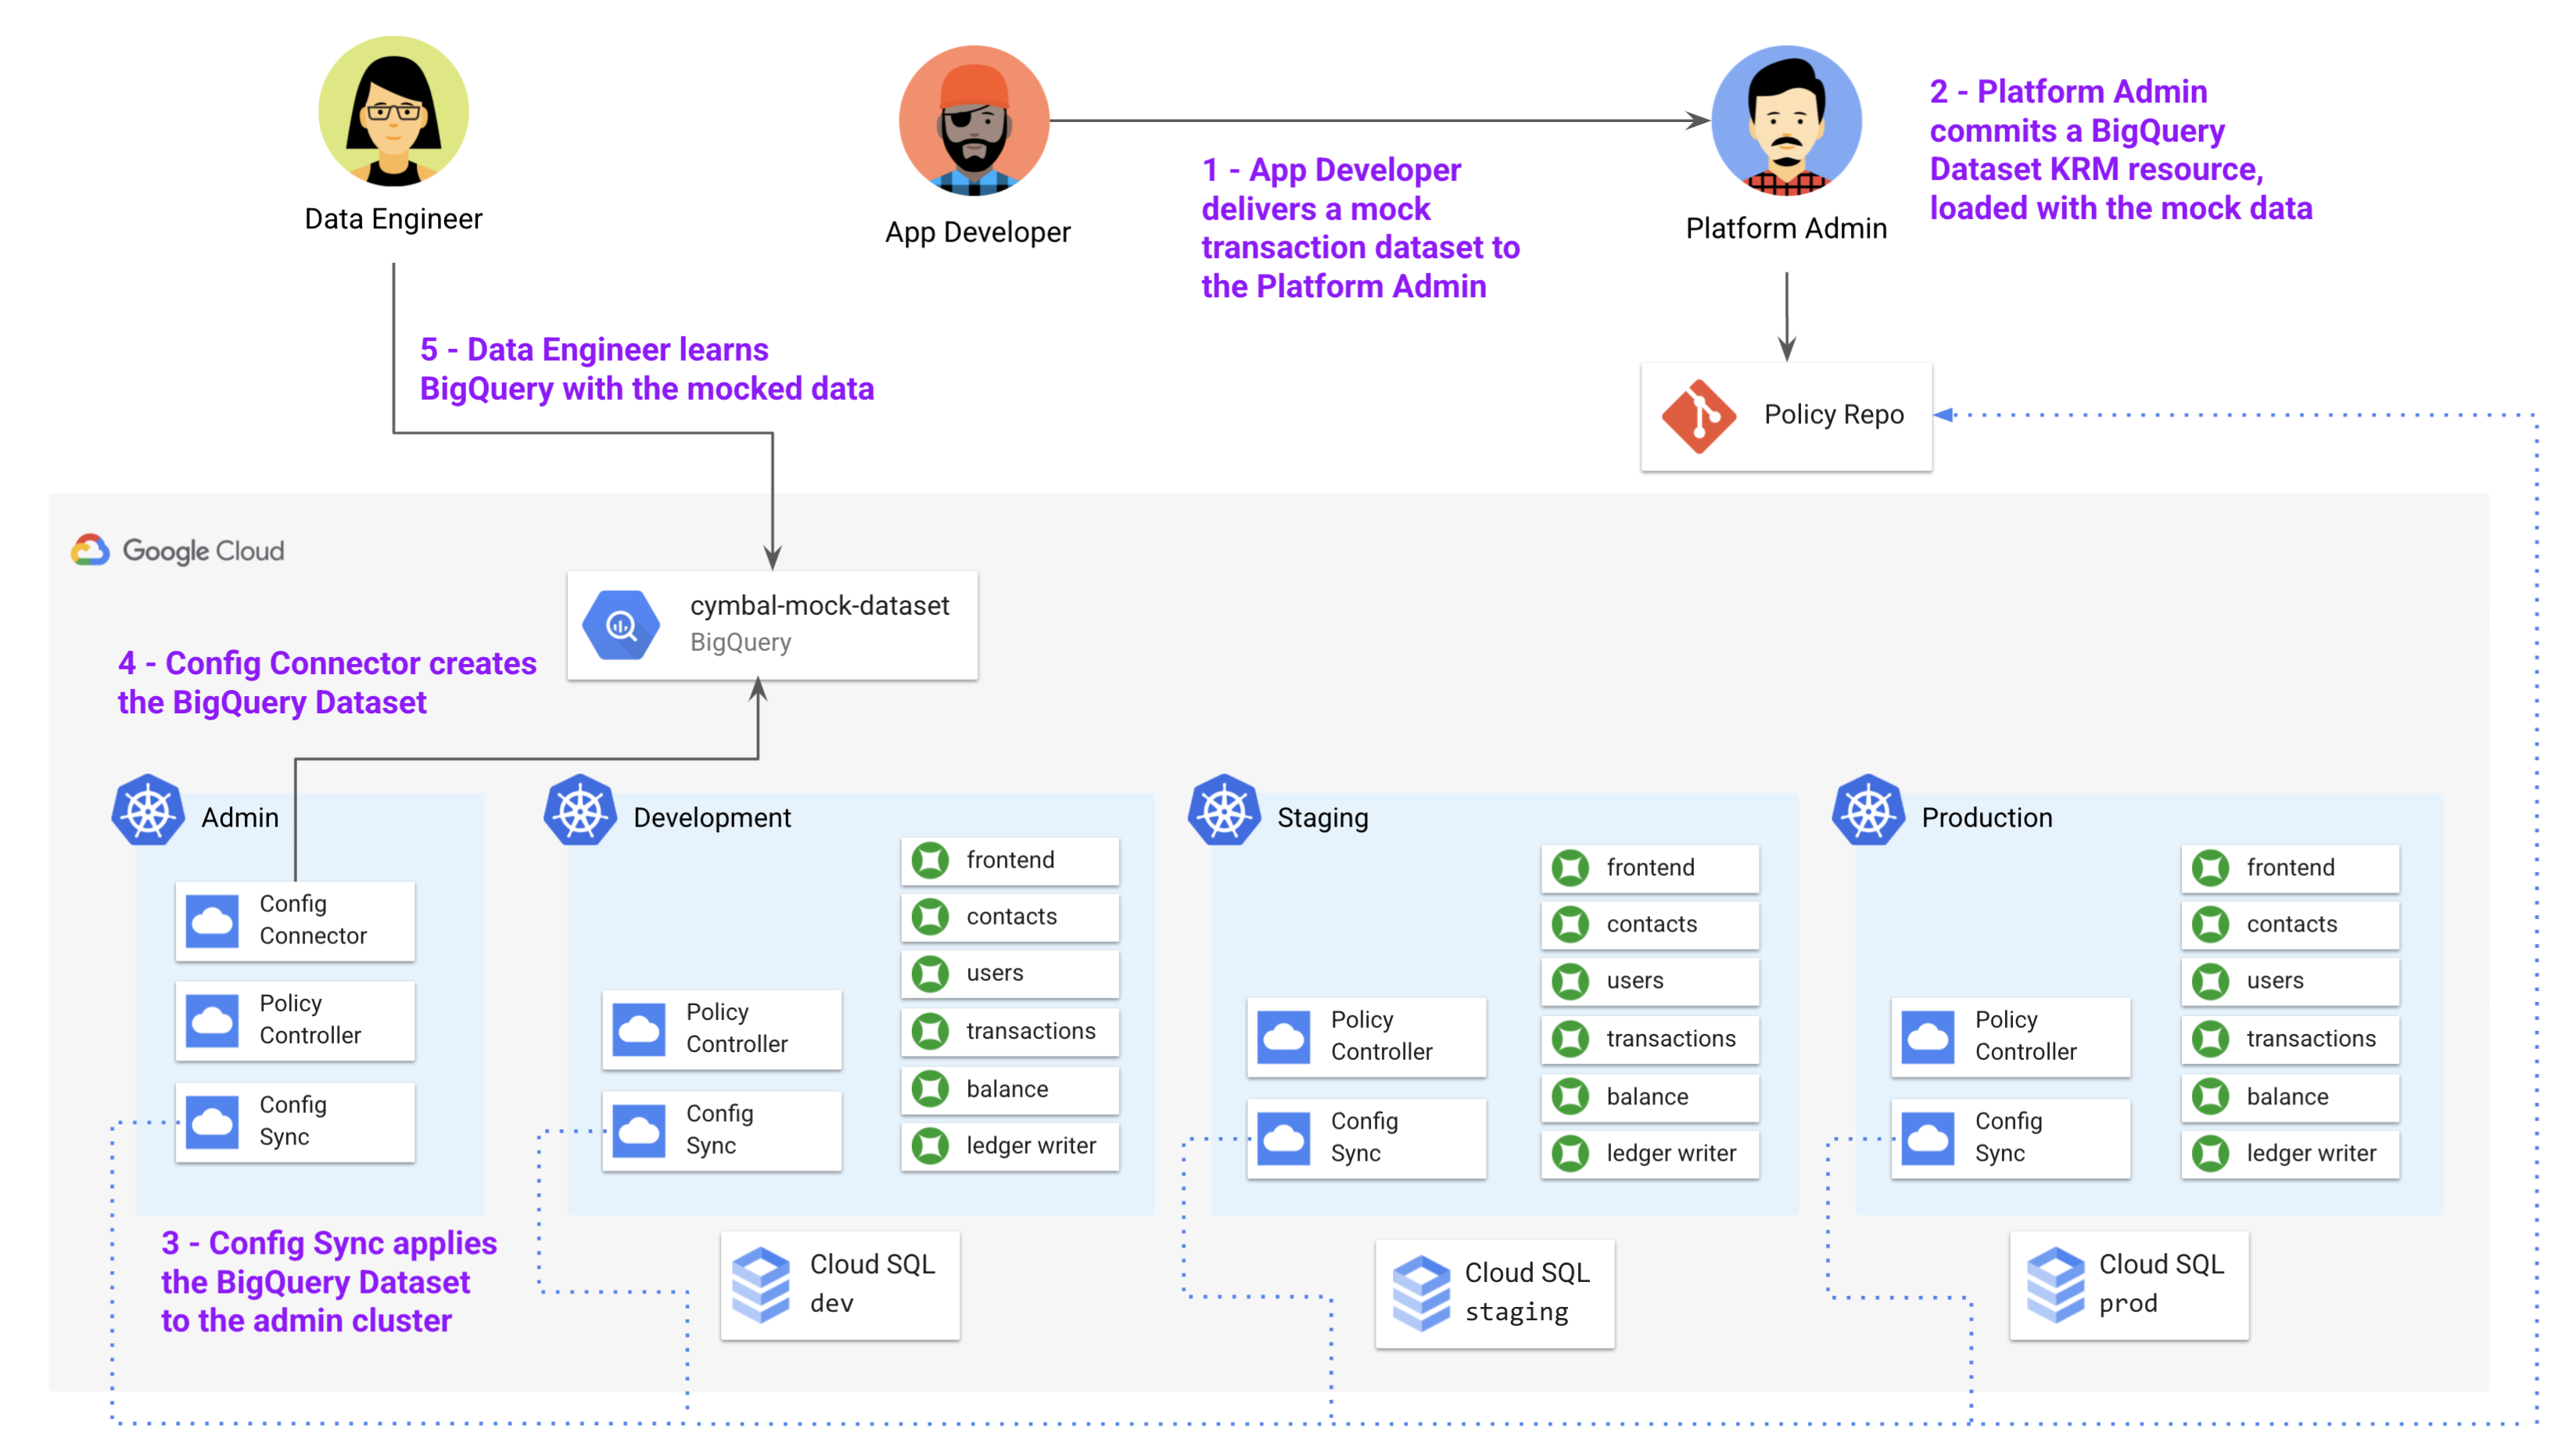 Data Engineer
App Developer
Platform Admin
1 - App Developer
delivers a mock
transaction dataset to
the Platform Admin
2 - Platform Admin
commits a BigQuery
Dataset KRM resource,
loaded with the mock data
5 - Data Engineer learns
BigQuery with the mocked data
Policy Repo
Google Cloud
cymbal-mock-dataset
BigQuery
4 - Config Connector creates
the BigQuery Dataset
Admin
Config
Connector
Policy
Controller
Config
Sync
3 - Config Sync applies
the BigQuery Dataset
to the admin cluster
Development
Policy
Controller
Config
Sync
frontend
contacts
users
transactions
balance
ledger writer
Cloud SQL
dev
Staging
Policy
Controller
Config
Sync
frontend
contacts
users
transactions
balance
ledger writer
Cloud SQL
staging
Production
Policy
Controller
Config
Sync
frontend
contacts
users
transactions
balance
ledger writer
Cloud SQL
prod